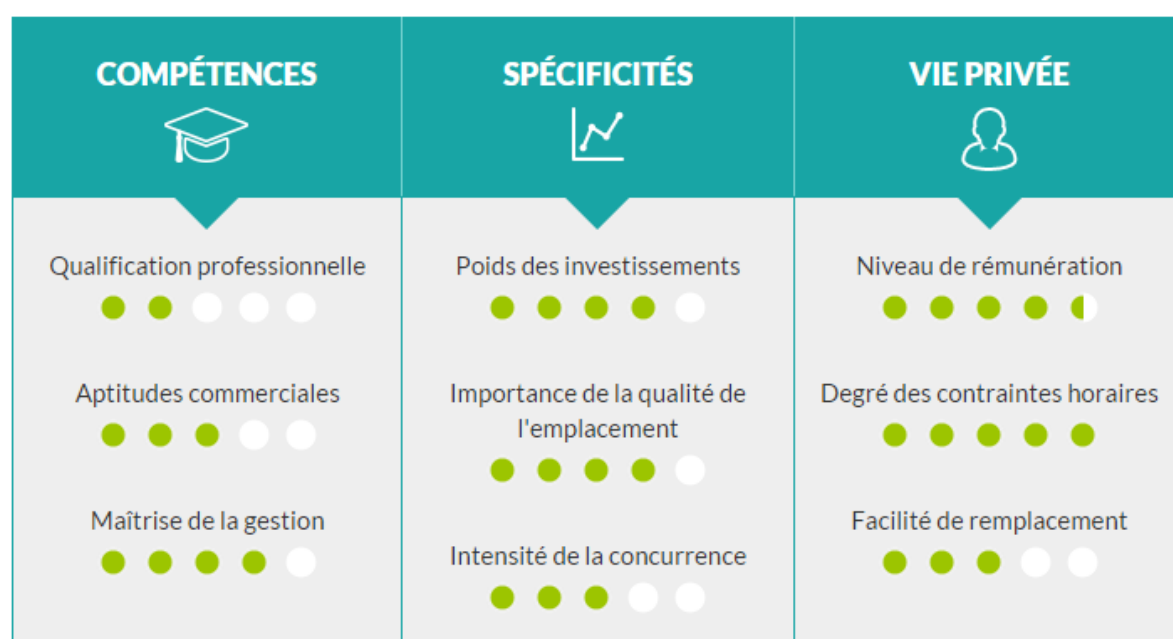 COMPÉTENCES
Qualification professionnelle
Aptitudes commerciales
Maîtrise de la gestion
SPÉCIFICITÉS
Poids des investissements
Importance de la qualité de
l'emplacement
Intensité de la concurrence
VIE PRIVÉE
Niveau de rémunération
Degré des contraintes horaires
Facilité de remplacement